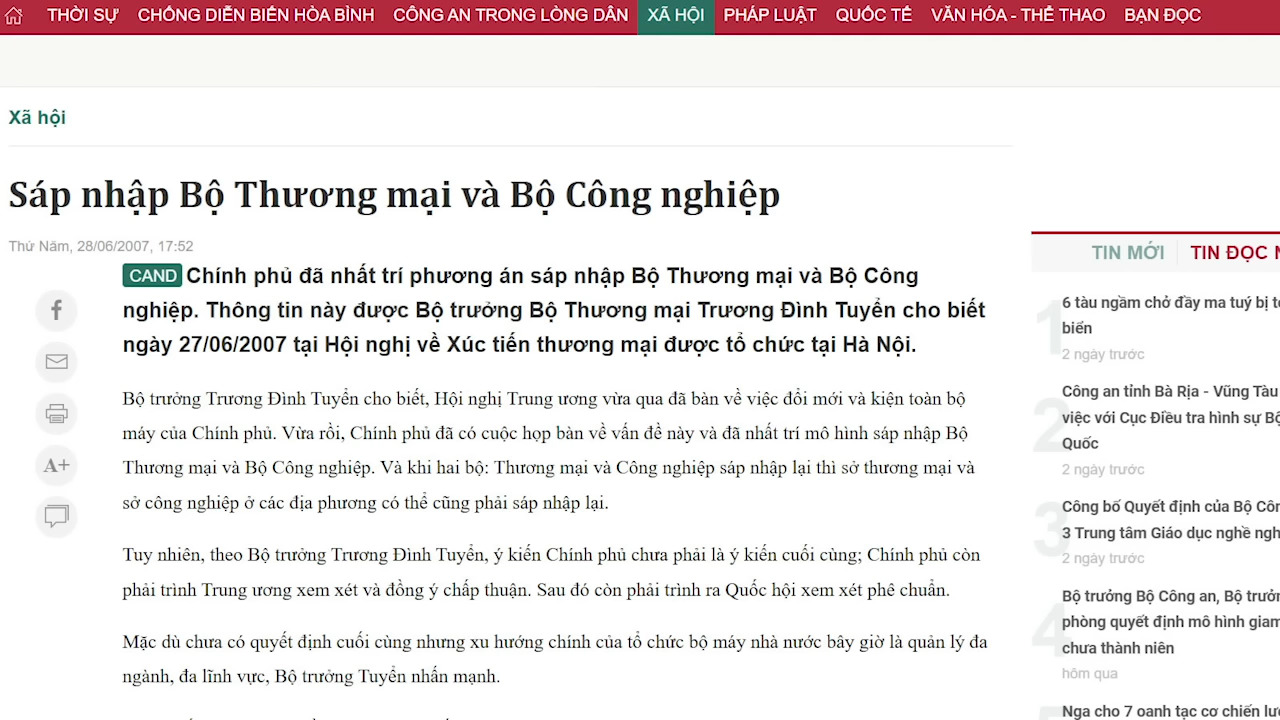 THỜI SỰ CHỐNG DIỄN BIẾN HÒA BÌNH CÔNG AN TRONG LÒNG DÂN XÃ HỘI PHÁP LUẬT QUỐC TẾ VĂN HÓA - THỂ THAO BẠN ĐỌC
Xã hội
Sáp nhập Bộ Thương mại và Bộ Công nghiệp
Thứ Năm, 28/06/2007, 17:52
CAND Chính phủ đã nhất trí phương án sáp nhập Bộ Thương mại và Bộ Công
nghiệp. Thông tin này được Bộ trưởng Bộ Thương mại Trương Đình Tuyển cho biết
ngày 27/06/2007 tại Hội nghị về Xúc tiến thương mại được tổ chức tại Hà Nội.
A+
Bộ trưởng Trương Đình Tuyển cho biết, Hội nghị Trung ương vừa qua đã bàn về việc đổi mới và kiện toàn bộ
máy của Chính phủ. Vừa rồi, Chính phủ đã có cuộc họp bàn về vấn đề này và đã nhất trí mô hình sáp nhập Bộ
Thương mại và Bộ Công nghiệp. Và khi hai bộ: Thương mại và Công nghiệp sáp nhập lại thì sở thương mại và
sở công nghiệp ở các địa phương có thể cũng phải sáp nhập lại.
Tuy nhiên, theo Bộ trưởng Trương Đình Tuyển, ý kiến Chính phủ chưa phải là ý kiến cuối cùng; Chính phủ còn
phải trình Trung ương xem xét và đồng ý chấp thuận. Sau đó còn phải trình ra Quốc hội xem xét phê chuẩn.
Mặc dù chưa có quyết định cuối cùng nhưng xu hướng chính của tổ chức bộ máy nhà nước bây giờ là quản lý đa
ngành, đa lĩnh vực, Bộ trưởng Tuyển nhấn mạnh.
TIN MỚI TIN ĐỌC
1
6 tàu ngầm chở đầy ma tuý bị
biển
2 ngày trước
2
Công an tỉnh Bà Rịa - Vũng Tàu
việc với Cục Điều tra hình sự
Quốc
2 ngày trước
3
Công bố Quyết định của Bộ
3 Trung tâm Giáo dục nghề
2 ngày trước
4
Bộ trưởng Bộ Công an, Bộ
phòng quyết định mô hình
chưa thành niên
hôm qua
Nga cho 7 oanh tạc cơ chiến